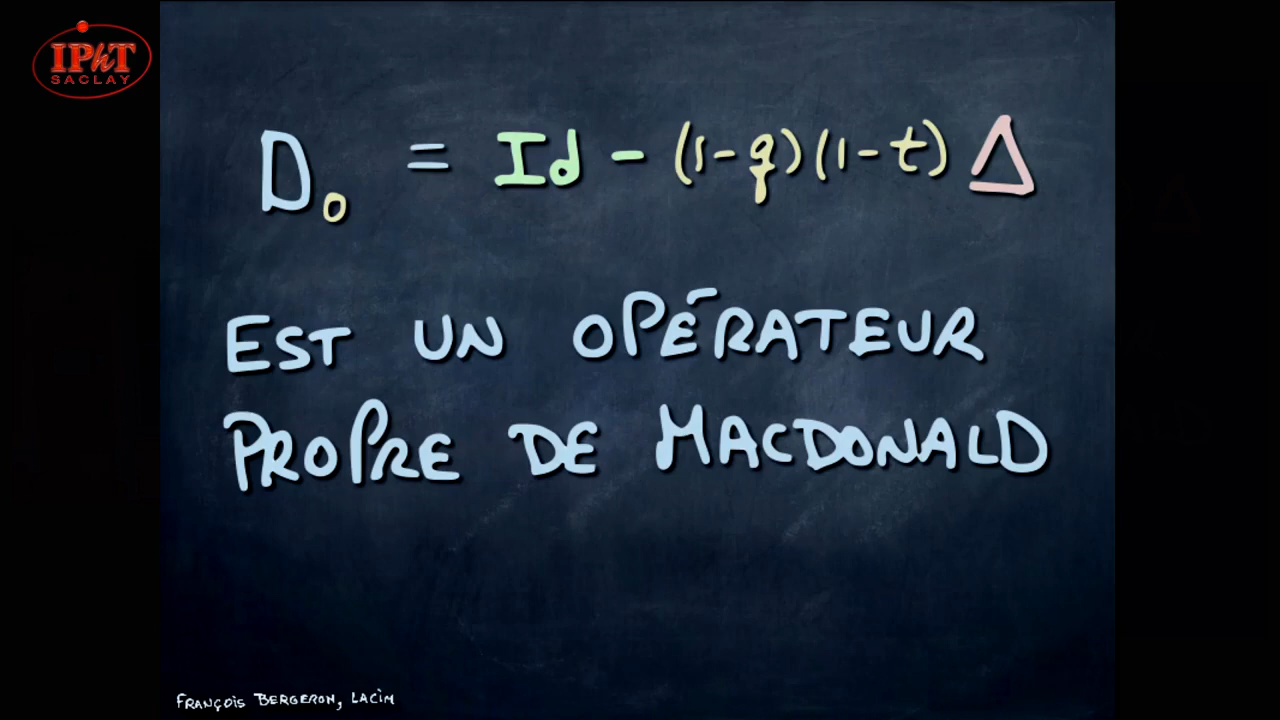 IPhT
SACLAY
D₀ = Id - (1-q)(1-t) Δ
EST UN OPÉRATEUR
PROPRE DE MACDONALD
FRANÇOIS BERGERON, LACIM